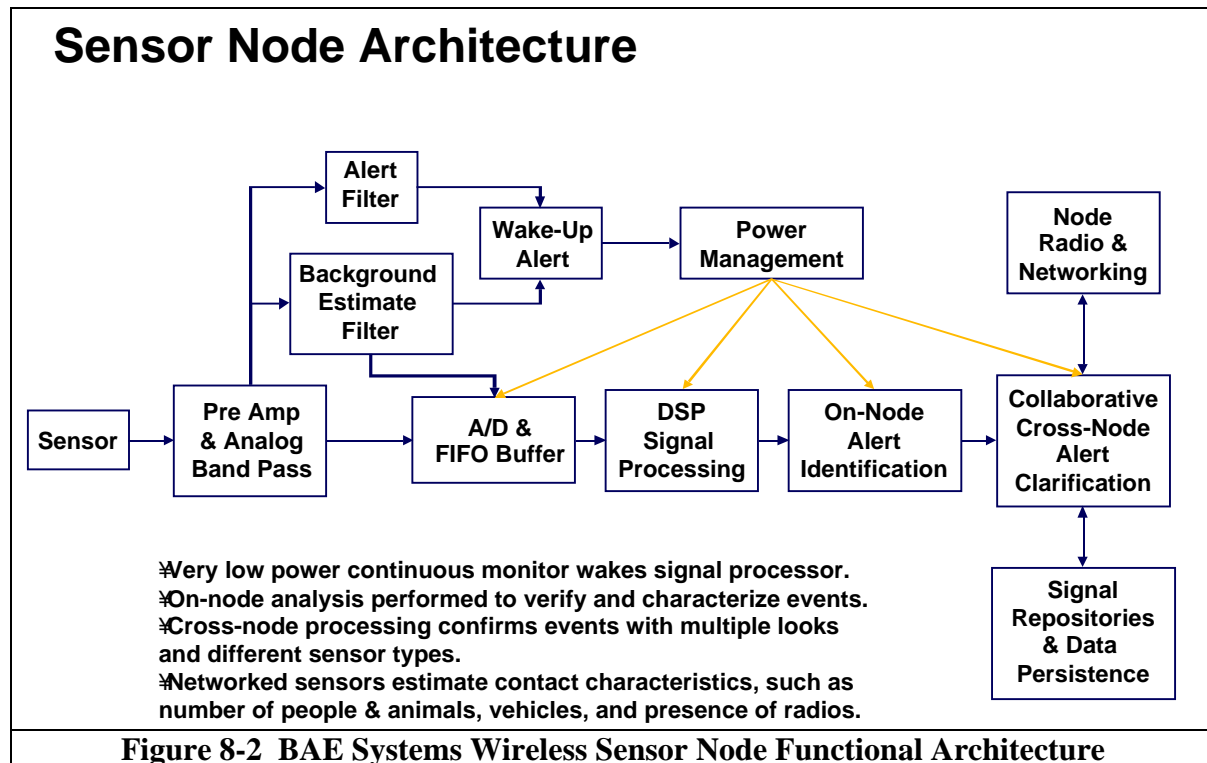 Sensor Node Architecture
Alert
Filter
Wake-Up
Alert
Power
Management
Node
Radio &
Networking
Background
Estimate
Filter
Sensor
Pre Amp
& Analog
Band Pass
A/D &
FIFO Buffer
DSP
Signal
Processing
On-Node
Alert
Identification
Collaborative
Cross-Node
Alert
Clarification
Signal
Repositories
& Data
Persistence
¥Very low power continuous monitor wakes signal processor.
¥On-node analysis performed to verify and characterize events.
¥Cross-node processing confirms events with multiple looks
and different sensor types.
¥Networked sensors estimate contact characteristics, such as
number of people & animals, vehicles, and presence of radios.
Figure 8-2 BAE Systems Wireless Sensor Node Functional Architecture